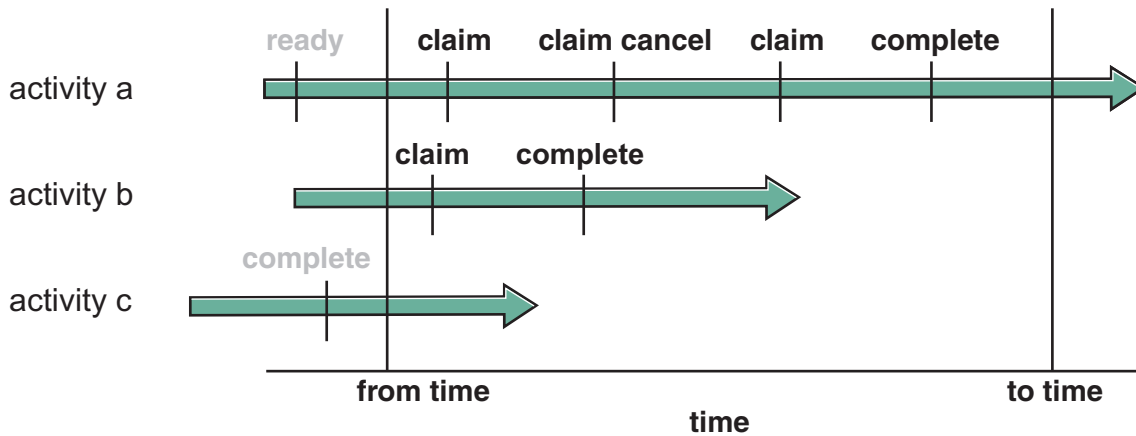 ready claim claim cancel claim complete
activity a
claim complete
activity b
complete
activity c
from time to time
time